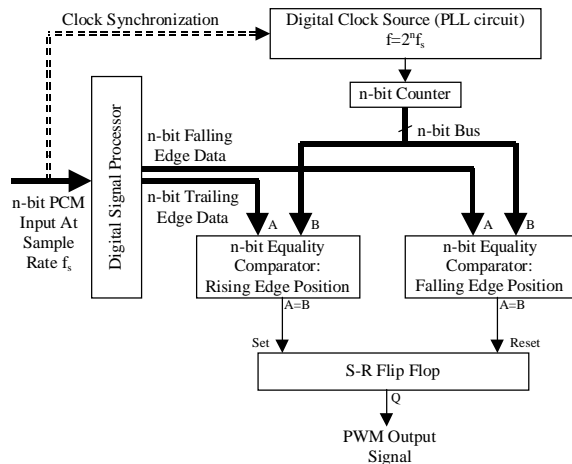 Clock Synchronization
Digital Clock Source (PLL circuit)
f=2ⁿfₛ
n-bit Counter
n-bit Bus
Digital Signal Processor
n-bit Falling
Edge Data
n-bit Trailing
Edge Data
n-bit PCM
Input At
Sample
Rate fₛ
A
B
A
B
n-bit Equality
Comparator:
Rising Edge Position
n-bit Equality
Comparator:
Falling Edge Position
A=B
A=B
Set
Reset
S-R Flip Flop
Q
PWM Output
Signal